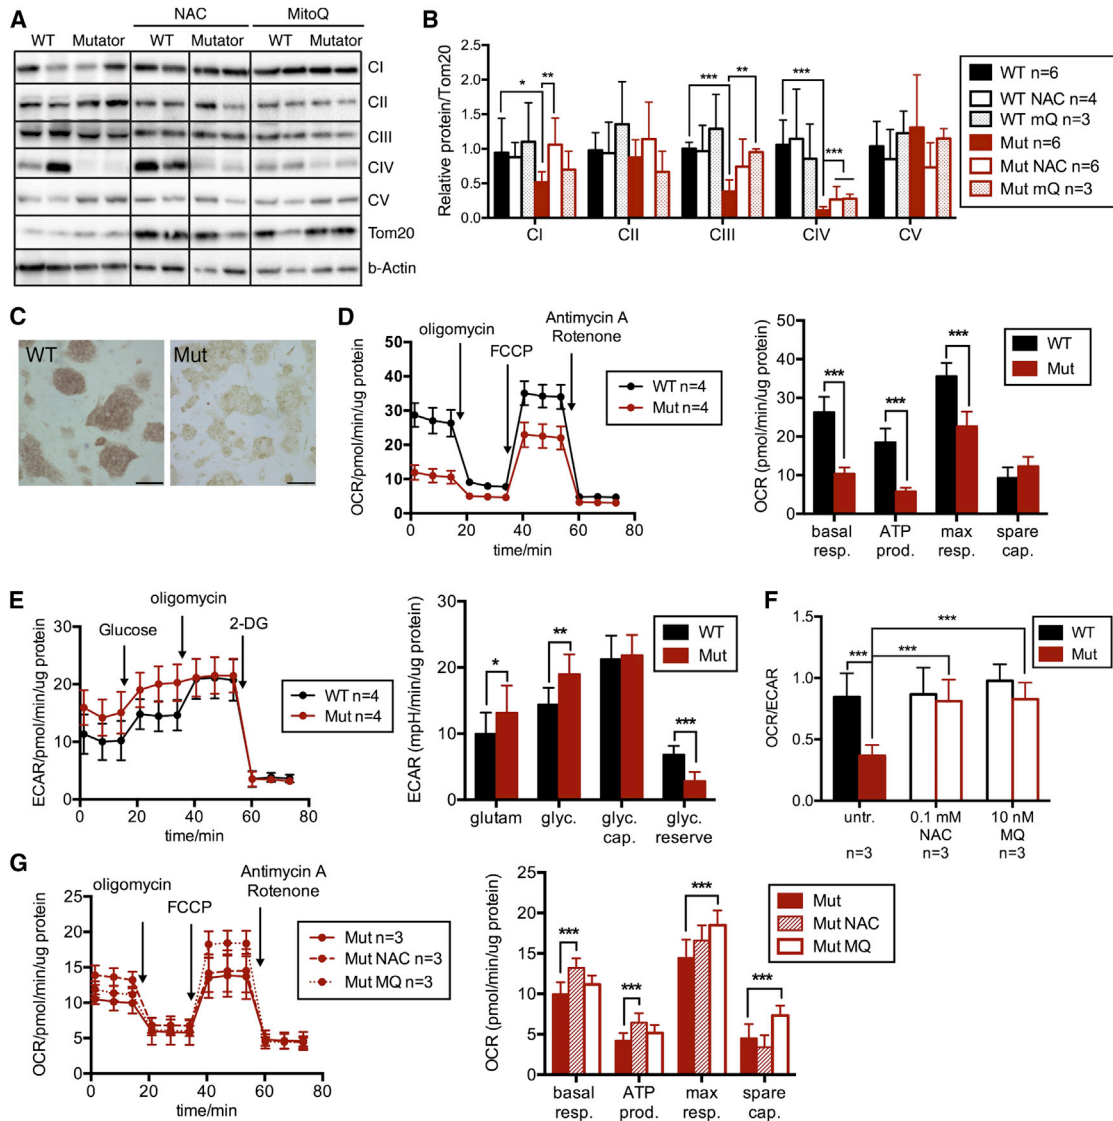 A
NAC
MitoQ
WT Mutator WT Mutator WT Mutator
CI
CII
CIII
CIV
CV
Tom20
b-Actin
B
Relative protein/Tom20
2.5
2.0
1.5
1.0
0.5
0.0
* ** *** ** *** ***
CI CII CIII CIV CV
WT n=6
WT NAC n=4
WT mQ n=3
Mut n=6
Mut NAC n=6
Mut mQ n=3
C
WT
Mut
D
oligomycin
FCCP
Antimycin A
Rotenone
OCR/pmol/min/ug protein
50
40
30
20
10
00
0 20 40 60 80
time/min
WT n=4
Mut n=4
OCR (pmol/min/ug protein)
50
40
30
20
10
0
*** *** ***
WT
Mut
basal resp.
ATP prod.
max resp.
spare cap.
E
Glucose
oligomycin
2-DG
ECAR/pmol/min/ug protein
30
20
10
0
0 20 40 60 80
time/min
WT n=4
Mut n=4
ECAR (mpH/min/ug protein)
30
20
10
0
* ** ***
WT
Mut
glutam
glyc.
glyc. cap.
glyc. reserve
F
OCR/ECAR
1.5
1.0
0.5
0.0
*** *** ***
WT
Mut
untr.
n=3
0.1 mM
NAC
n=3
10 nM
MQ
n=3
G
oligomycin
FCCP
Antimycin A
Rotenone
OCR/pmol/min/ug protein
25
20
15
10
5
0
0 20 40 60 80
time/min
Mut n=3
Mut NAC n=3
Mut MQ n=3
OCR (pmol/min/ug protein)
25
20
15
10
5
0
*** *** *** ***
Mut
Mut NAC
Mut MQ
basal resp.
ATP prod.
max resp.
spare cap.